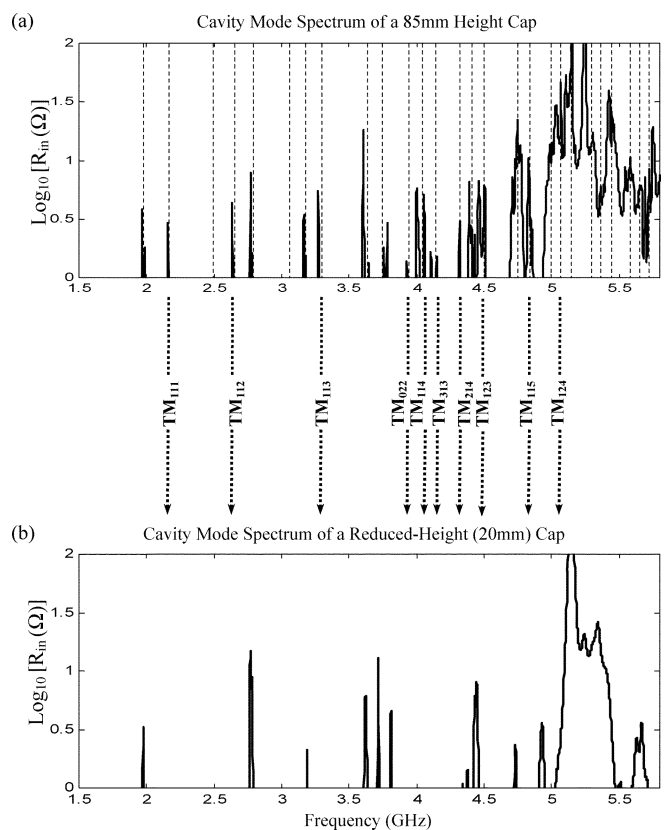 (a)
Cavity Mode Spectrum of a 85mm Height Cap
Log10 [Rin (Ω)]
2
1.5
1
0.5
0
1.5 2 2.5 3 3.5 4 4.5 5 5.5
TM111 TM112 TM113 TM022 TM114 TM313 TM214 TM123 TM115 TM124
(b)
Cavity Mode Spectrum of a Reduced-Height (20mm) Cap
Log10 [Rin (Ω)]
2
1.5
1
0.5
0
1.5 2 2.5 3 3.5 4 4.5 5 5.5
Frequency (GHz)